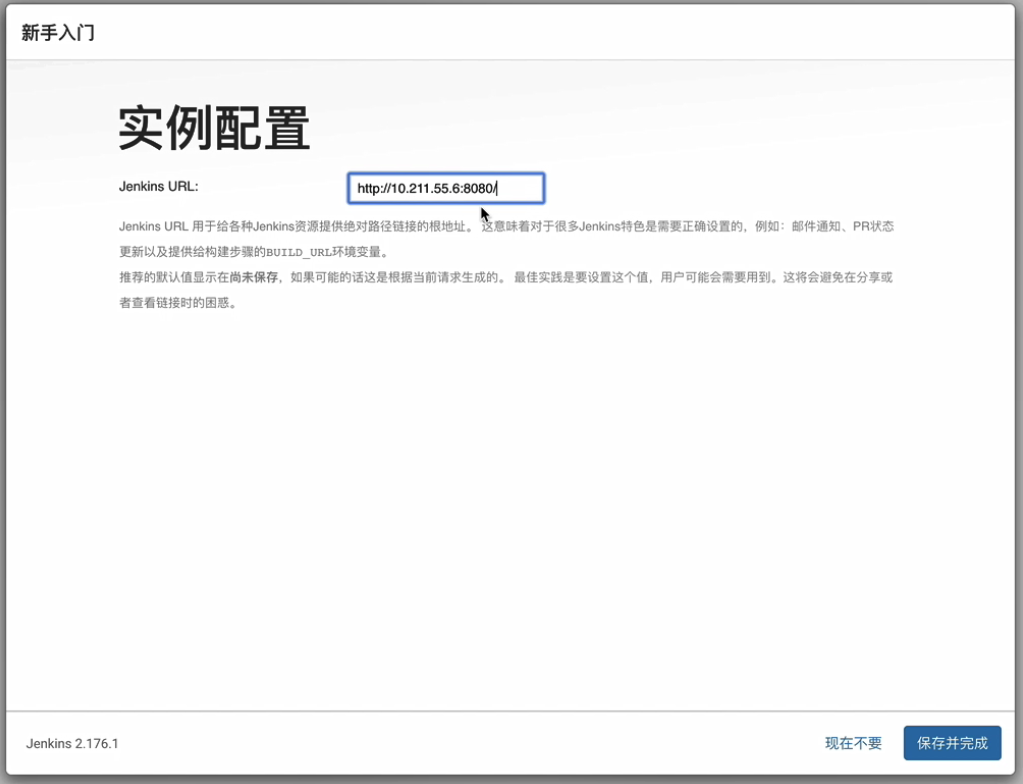 新手入门
实例配置
Jenkins URL:
http://10.211.55.6:8080/
Jenkins URL 用于给各种Jenkins资源提供绝对路径链接的根地址。 这意味着对于很多Jenkins特色是需要正确设置的，例如：邮件通知、PR状态
更新以及提供给构建步骤的BUILD_URL环境变量。
推荐的默认值显示在尚未保存，如果可能的话这是根据当前请求生成的。 最佳实践是要设置这个值，用户可能会需要用到。这将会避免在分享或
者查看链接时的困惑。
Jenkins 2.176.1
现在不要
保存并完成